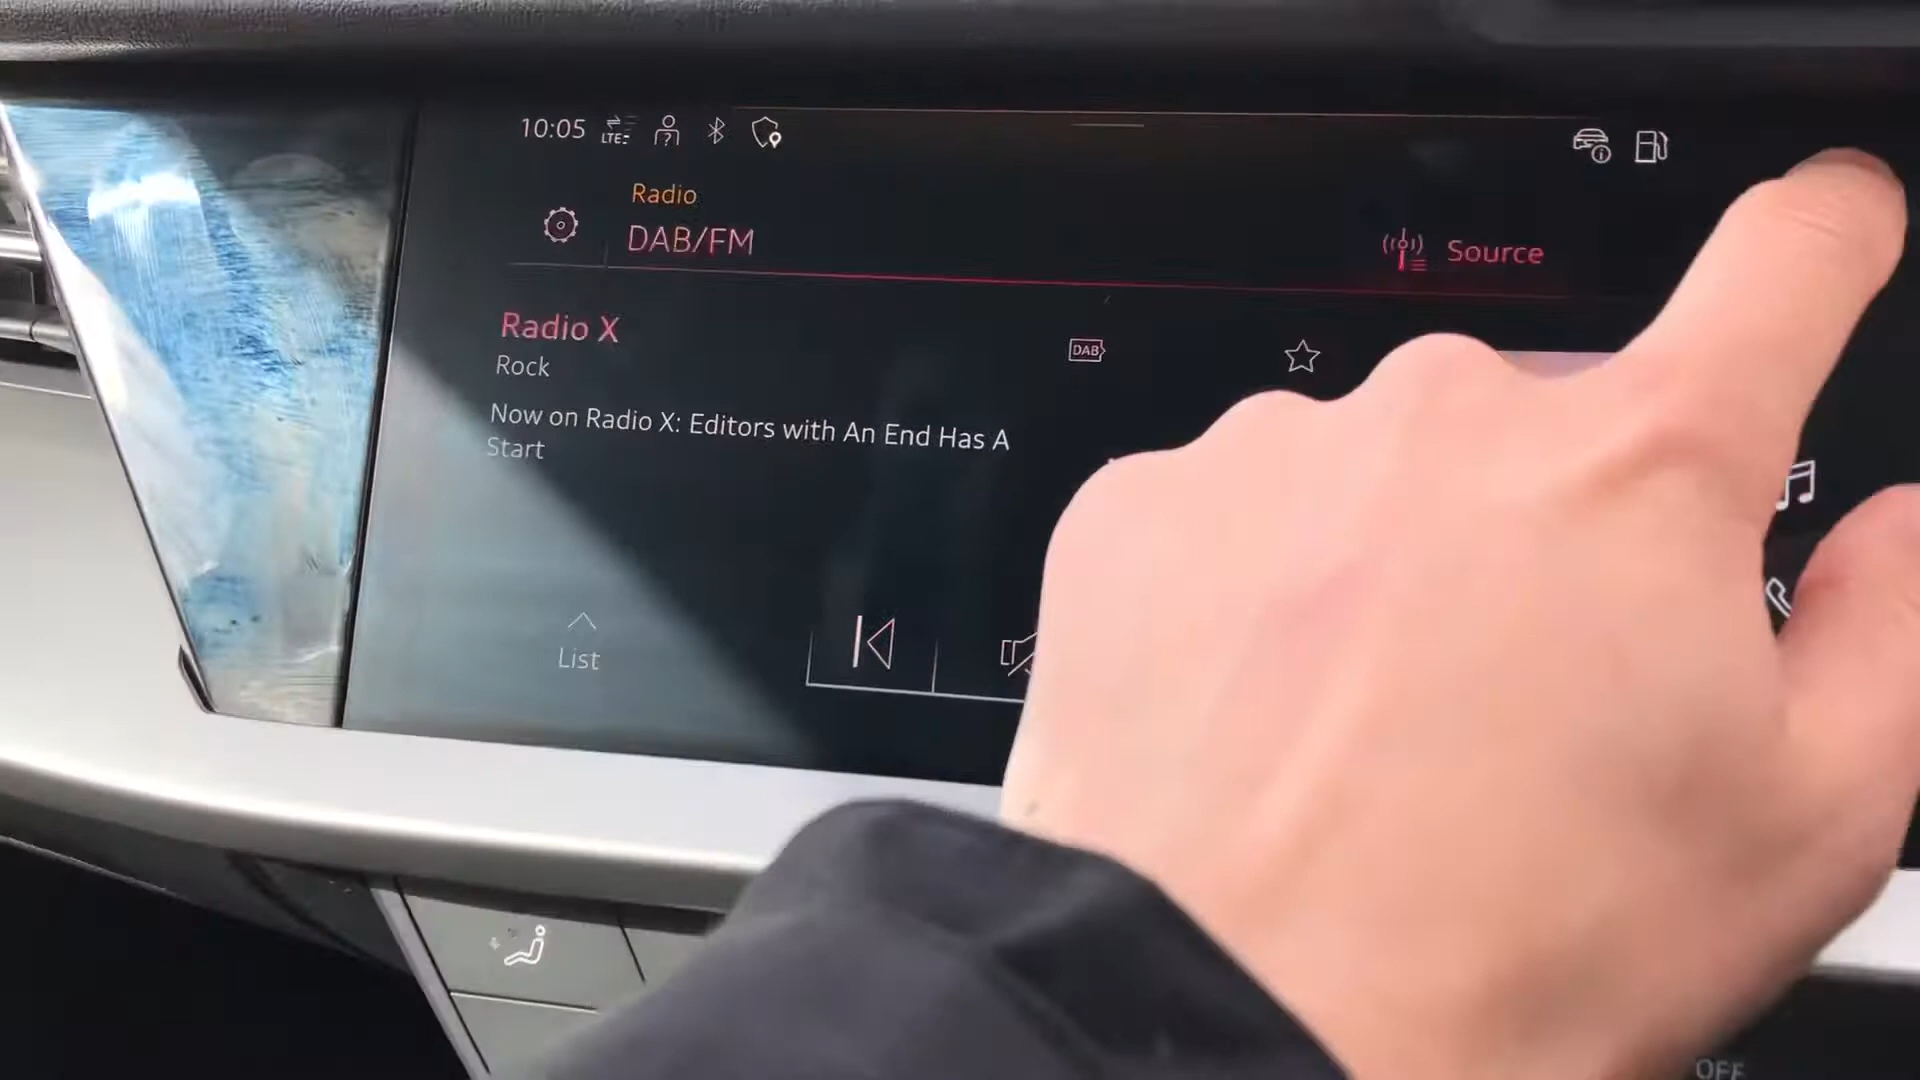 10:05
LTE
Radio
DAB/FM
Source
Radio X
DAB
Rock
Now on Radio X: Editors with An End Has A
Start
List
OFF